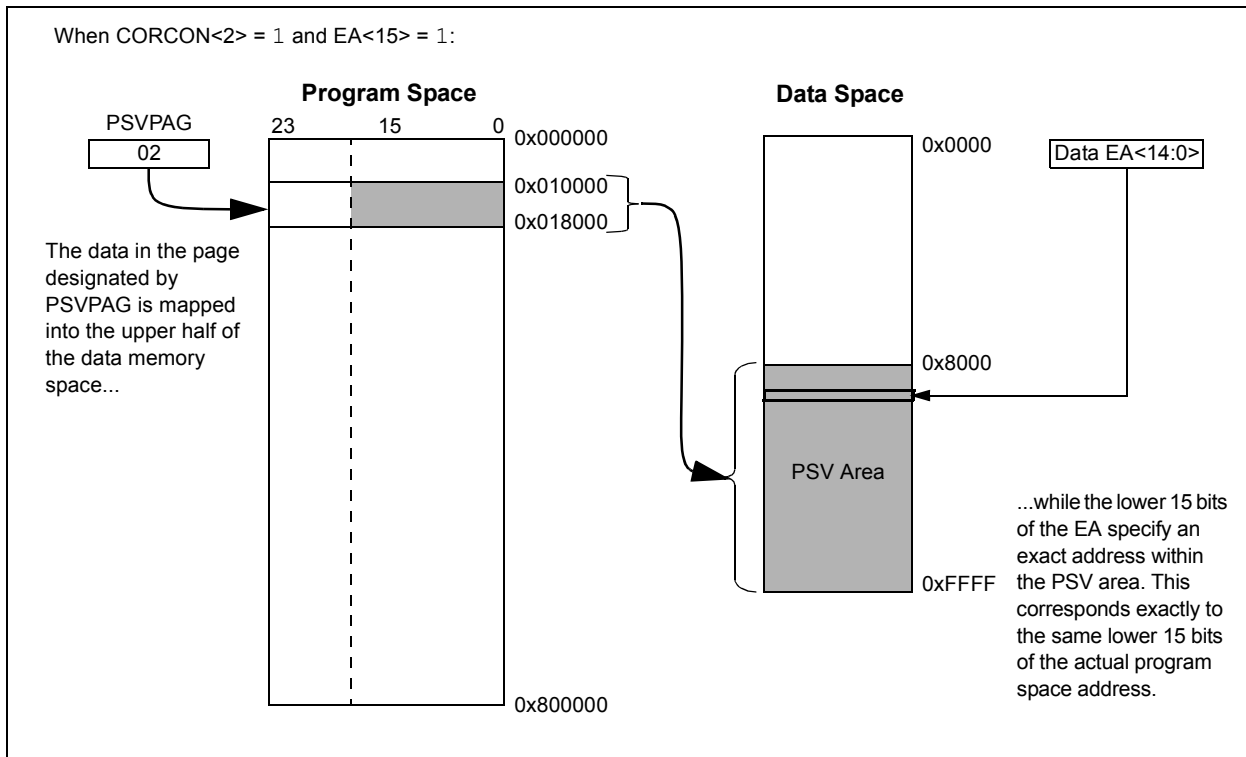 When CORCON<2> = 1 and EA<15> = 1:
Program Space
Data Space
PSVPAG
02
23
15
0
0x000000
0x010000
0x018000
0x800000
The data in the page
designated by
PSVPAG is mapped
into the upper half of
the data memory
space...
0x0000
0x8000
0xFFFF
PSV Area
Data EA<14:0>
...while the lower 15 bits
of the EA specify an
exact address within
the PSV area. This
corresponds exactly to
the same lower 15 bits
of the actual program
space address.